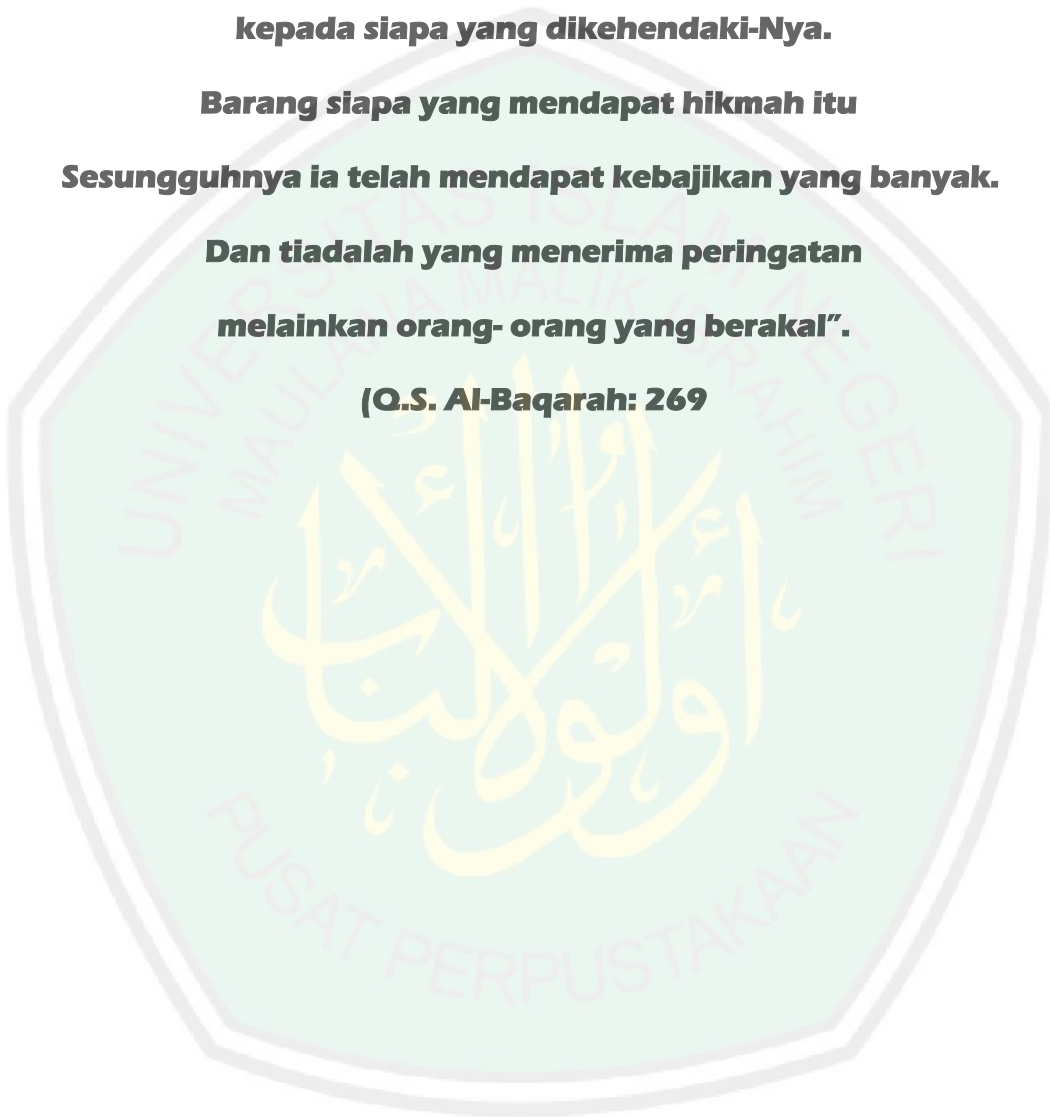 kepada siapa yang dikehendaki-Nya.
Barang siapa yang mendapat hikmah itu
Sesungguhnya ia telah mendapat kebajikan yang banyak.
Dan tiadalah yang menerima peringatan
melainkan orang- orang yang berakal”.
(Q.S. Al-Baqarah: 269
UNIVERSITAS ISLAM NEGERI
MAULANA MALIK IBRAHIM
أولو الألباب
PUSAT PERPUSTAKAAN